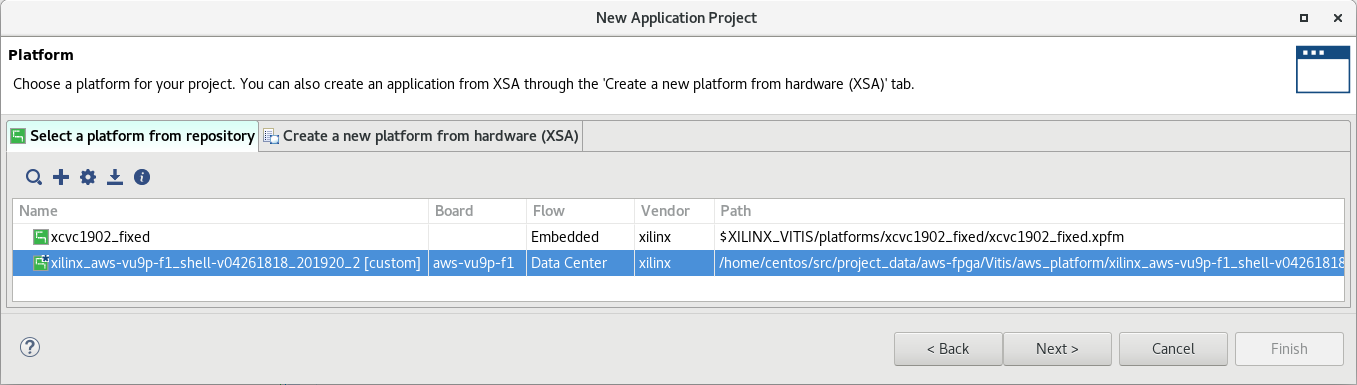 New Application Project
Platform
Choose a platform for your project. You can also create an application from XSA through the 'Create a new platform from hardware (XSA)' tab.
Select a platform from repository Create a new platform from hardware (XSA)
Name Board Flow Vendor Path
xcvc1902_fixed Embedded xilinx $XILINX_VITIS/platforms/xcvc1902_fixed/xcvc1902_fixed.xpfm
xilinx_aws-vu9p-f1_shell-v04261818_201920_2 [custom] aws-vu9p-f1 Data Center xilinx /home/centos/src/project_data/aws-fpga/Vitis/aws_platform/xilinx_aws-vu9p-f1_shell-v04261818
< Back Next > Cancel Finish